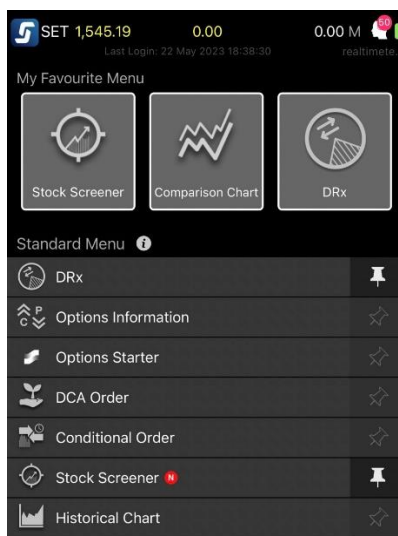 SET 1,545.19 0.00 0.00 M 50
Last Login: 22 May 2023 18:38:30 realtimete.
My Favourite Menu
Stock Screener Comparison Chart DRx
Standard Menu i
DRx
C P Options Information
Options Starter
DCA Order
Conditional Order
Stock Screener N
Historical Chart